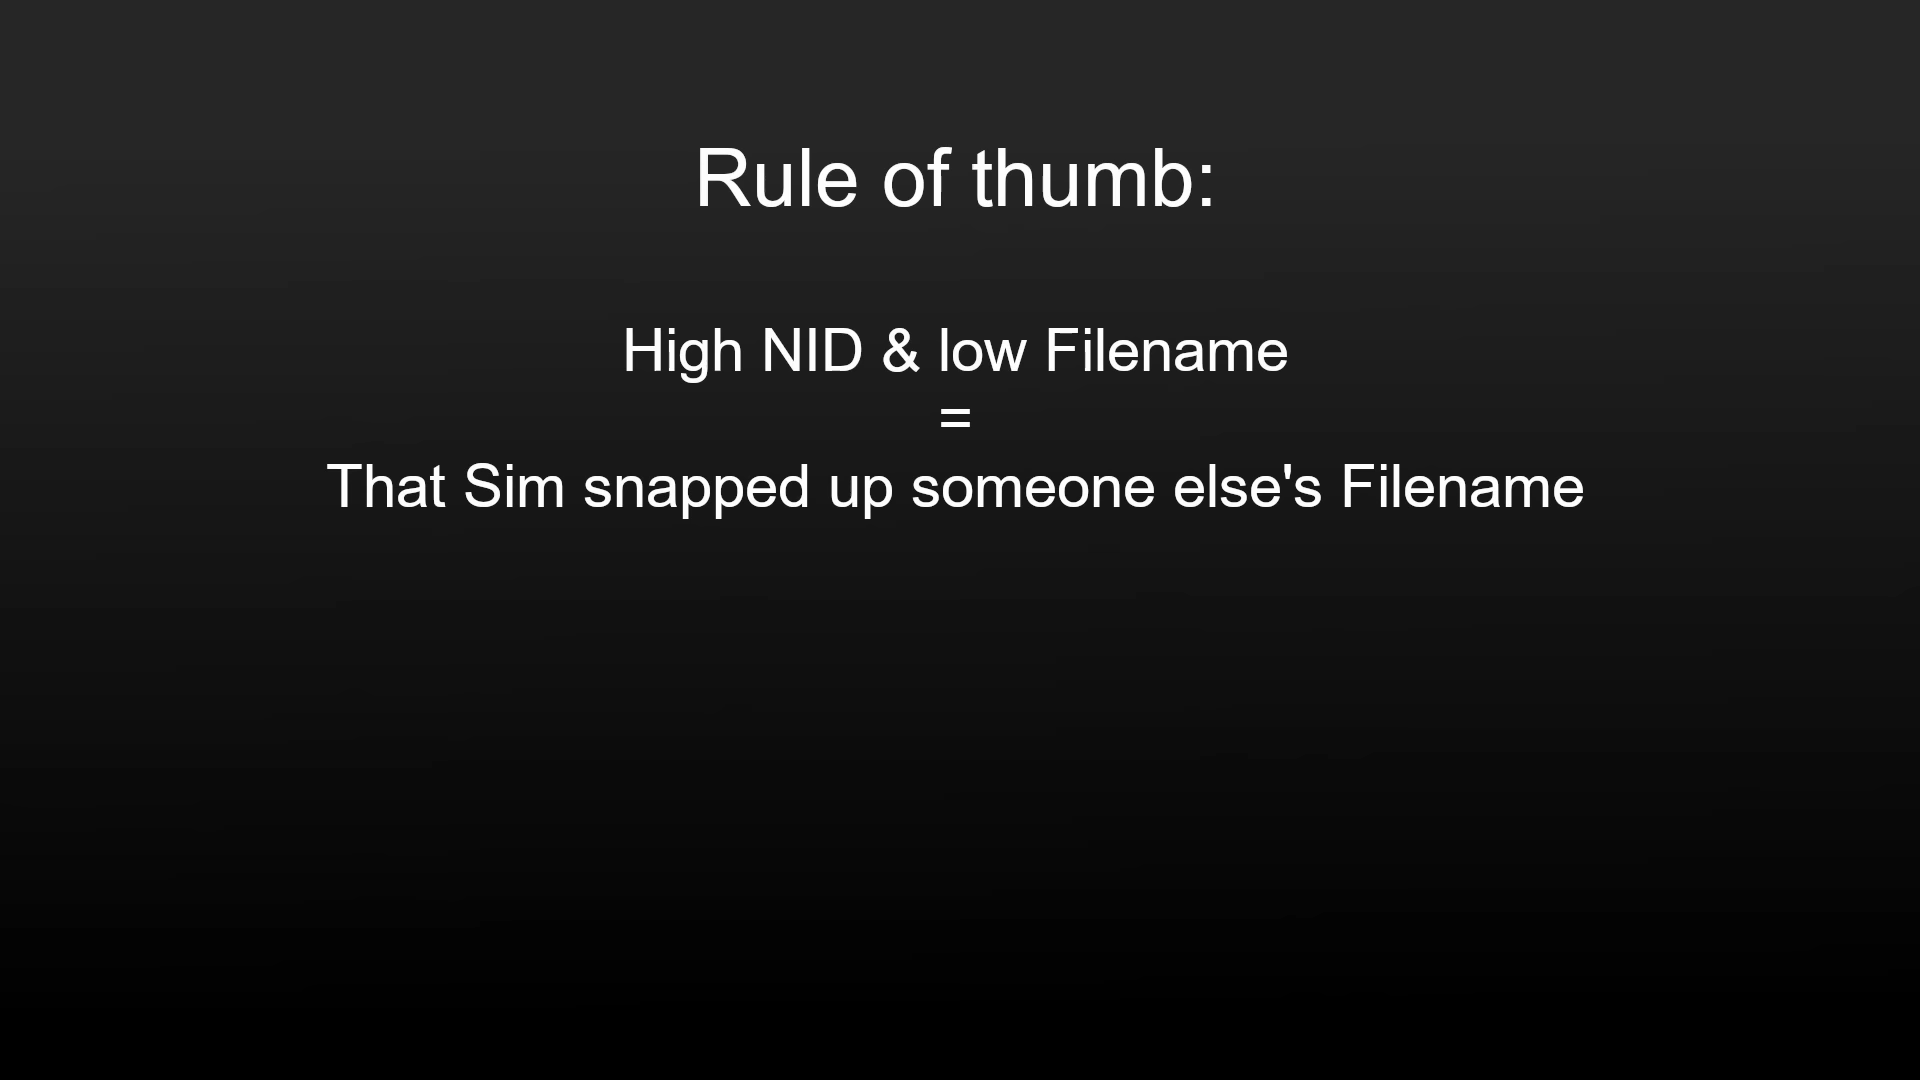 Rule of thumb:
High NID & low Filename
=
That Sim snapped up someone else's Filename